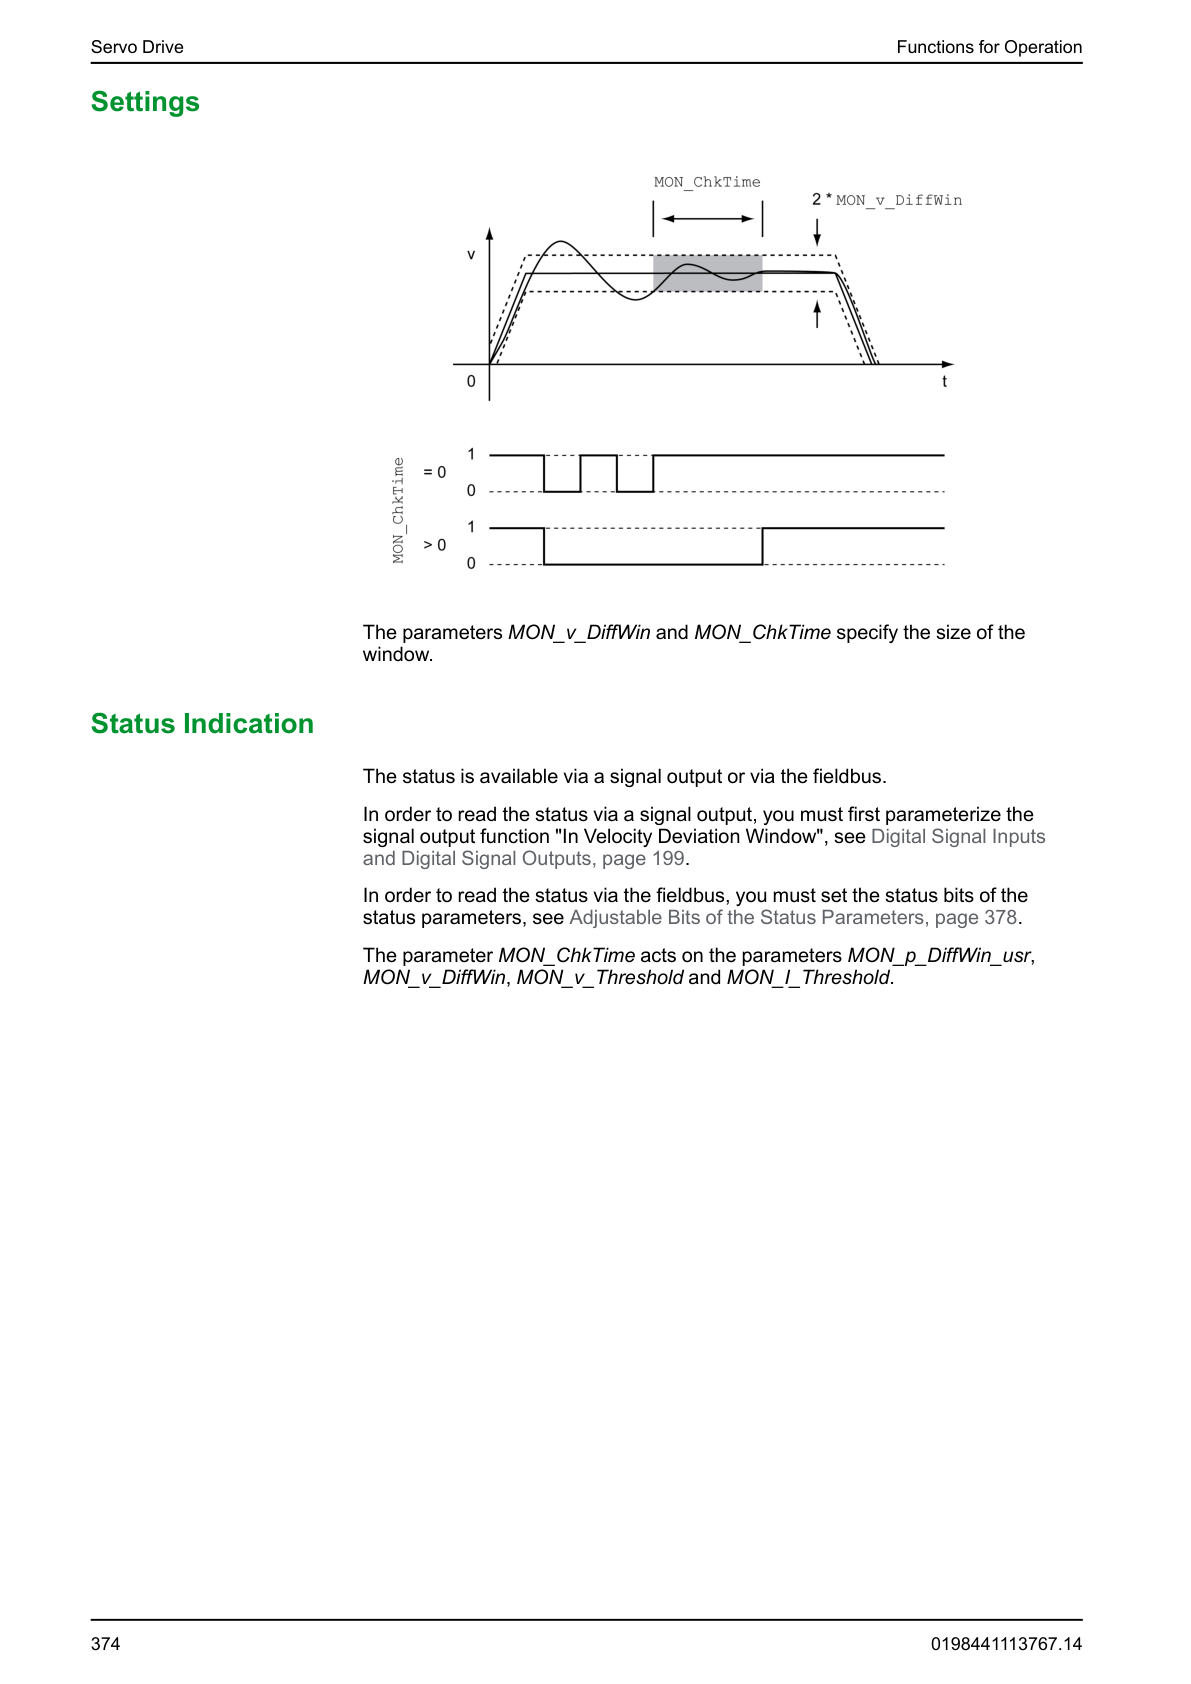 Servo Drive Functions for Operation
Settings
MON_ChkTime
2 * MON_v_DiffWin
v
0 t
MON_ChkTime
= 0
1
0
> 0
1
0
The parameters MON_v_DiffWin and MON_ChkTime specify the size of the
window.
Status Indication
The status is available via a signal output or via the fieldbus.
In order to read the status via a signal output, you must first parameterize the
signal output function "In Velocity Deviation Window", see Digital Signal Inputs
and Digital Signal Outputs, page 199.
In order to read the status via the fieldbus, you must set the status bits of the
status parameters, see Adjustable Bits of the Status Parameters, page 378.
The parameter MON_ChkTime acts on the parameters MON_p_DiffWin_usr,
MON_v_DiffWin, MON_v_Threshold and MON_I_Threshold.
374 0198441113767.14